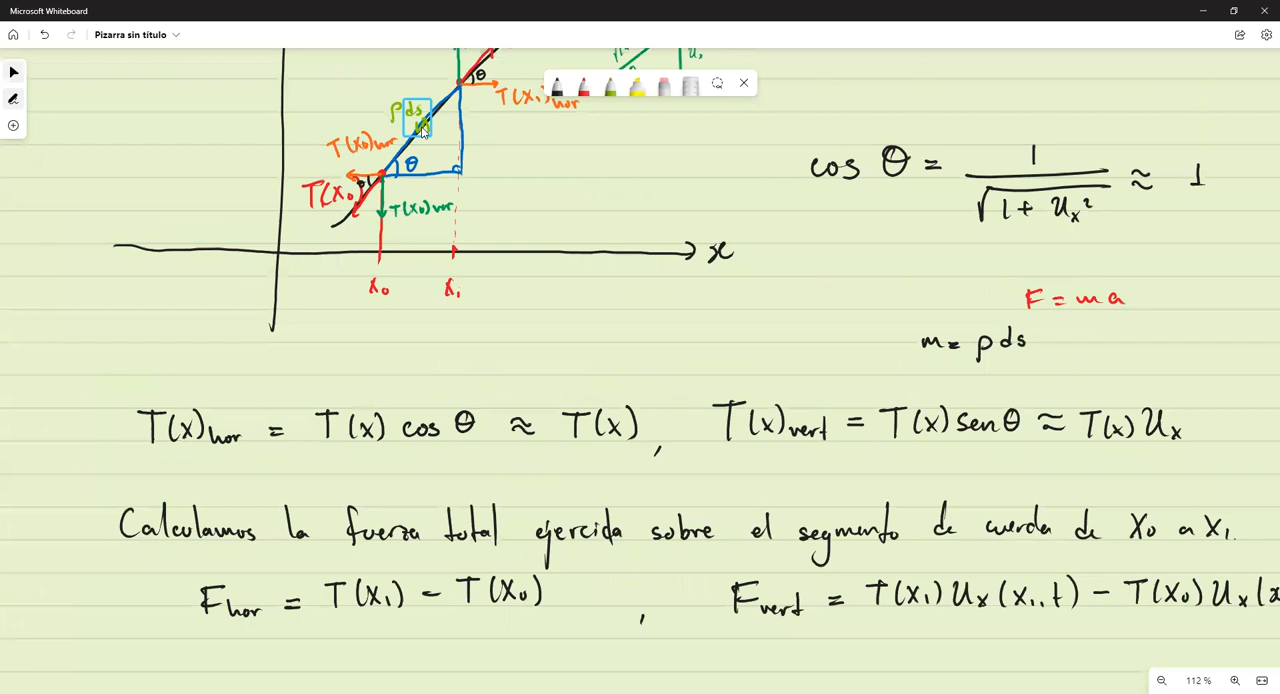 Microsoft Whiteboard
Pizarra sin título
θ
T(x₁)hor
ρ ds
T(x₀)hor
θ
T(x₀)
T(x₀)ver
x
x₀ x₁
cos θ = 1 / √(1 + uₓ²) ≈ 1
F = m a
m = ρ ds
T(x)hor = T(x) cos θ ≈ T(x) , T(x)vert = T(x) sen θ ≈ T(x) uₓ
Calculamos la fuerza total ejercida sobre el segmento de cuerda de x₀ a x₁.
Fhor = T(x₁) - T(x₀) , Fvert = T(x₁) uₓ(x₁,t) - T(x₀) uₓ(x
112 %